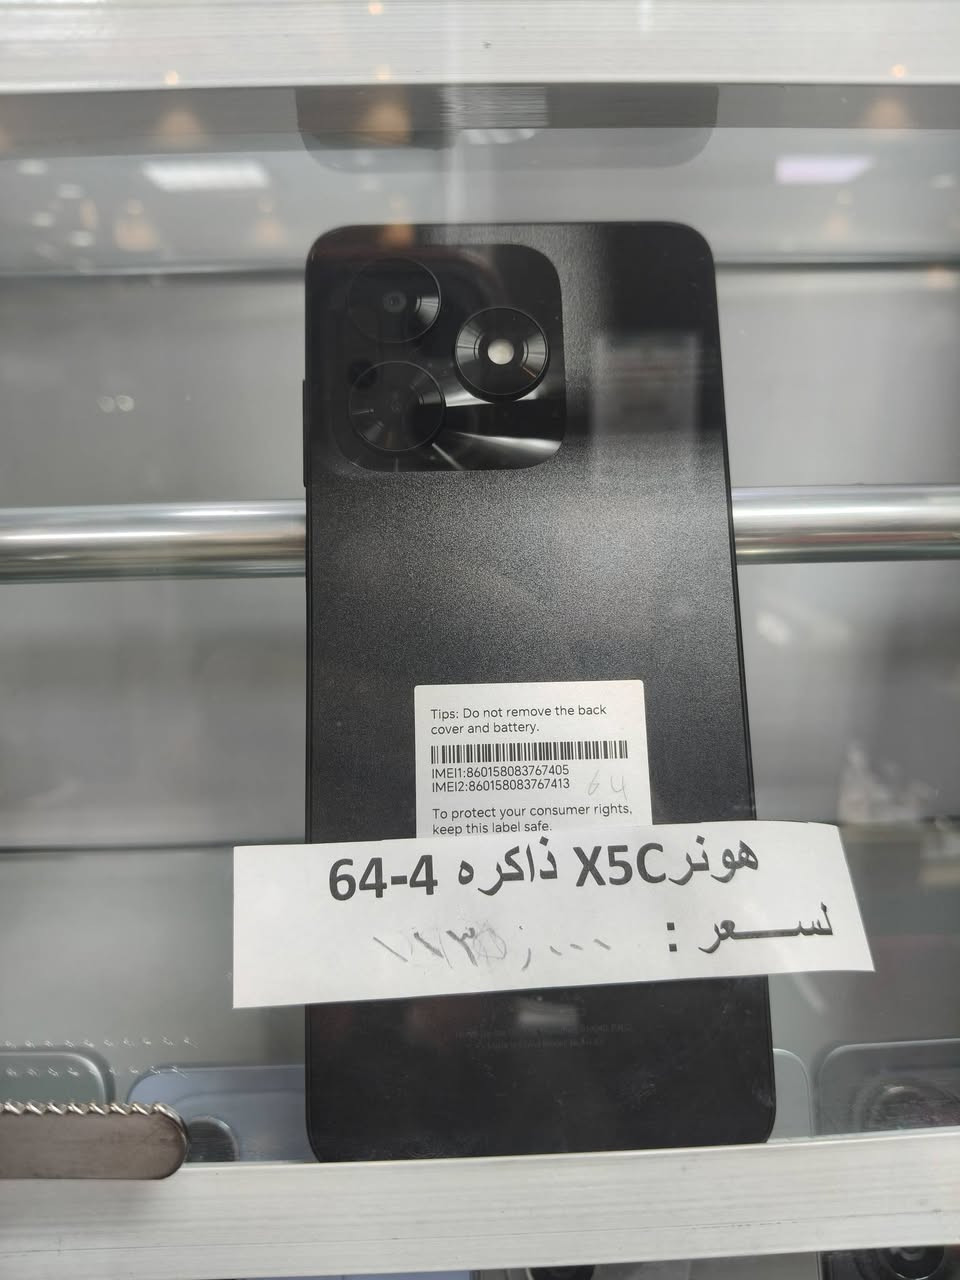 Tips: Do not remove the back
cover and battery.
IMEI1:860158083767405
IMEI2:860158083767413
64
To protect your consumer rights,
keep this label safe.
هونرX5C ذاكره 4-64
لسعر :